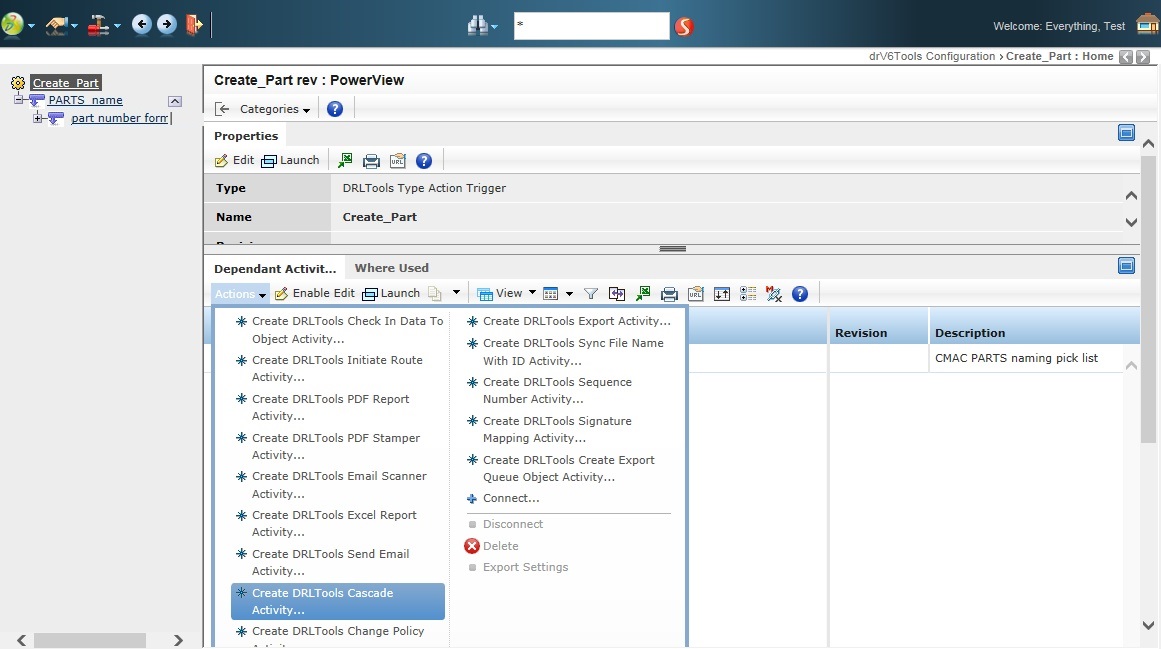 *
Welcome: Everything, Test
drV6Tools Configuration › Create_Part : Home
Create_Part
PARTS_name
part number form
Create_Part rev : PowerView
Categories
Properties
Edit Launch
Type DRLTools Type Action Trigger
Name Create_Part
Dependant Activit... Where Used
Actions Enable Edit Launch View
Revision Description
CMAC PARTS naming pick list
Create DRLTools Check In Data To
Object Activity...
Create DRLTools Initiate Route
Activity...
Create DRLTools PDF Report
Activity...
Create DRLTools PDF Stamper
Activity...
Create DRLTools Email Scanner
Activity...
Create DRLTools Excel Report
Activity...
Create DRLTools Send Email
Activity...
Create DRLTools Cascade
Activity...
Create DRLTools Change Policy
Create DRLTools Export Activity...
Create DRLTools Sync File Name
With ID Activity...
Create DRLTools Sequence
Number Activity...
Create DRLTools Signature
Mapping Activity...
Create DRLTools Create Export
Queue Object Activity...
Connect...
Disconnect
Delete
Export Settings